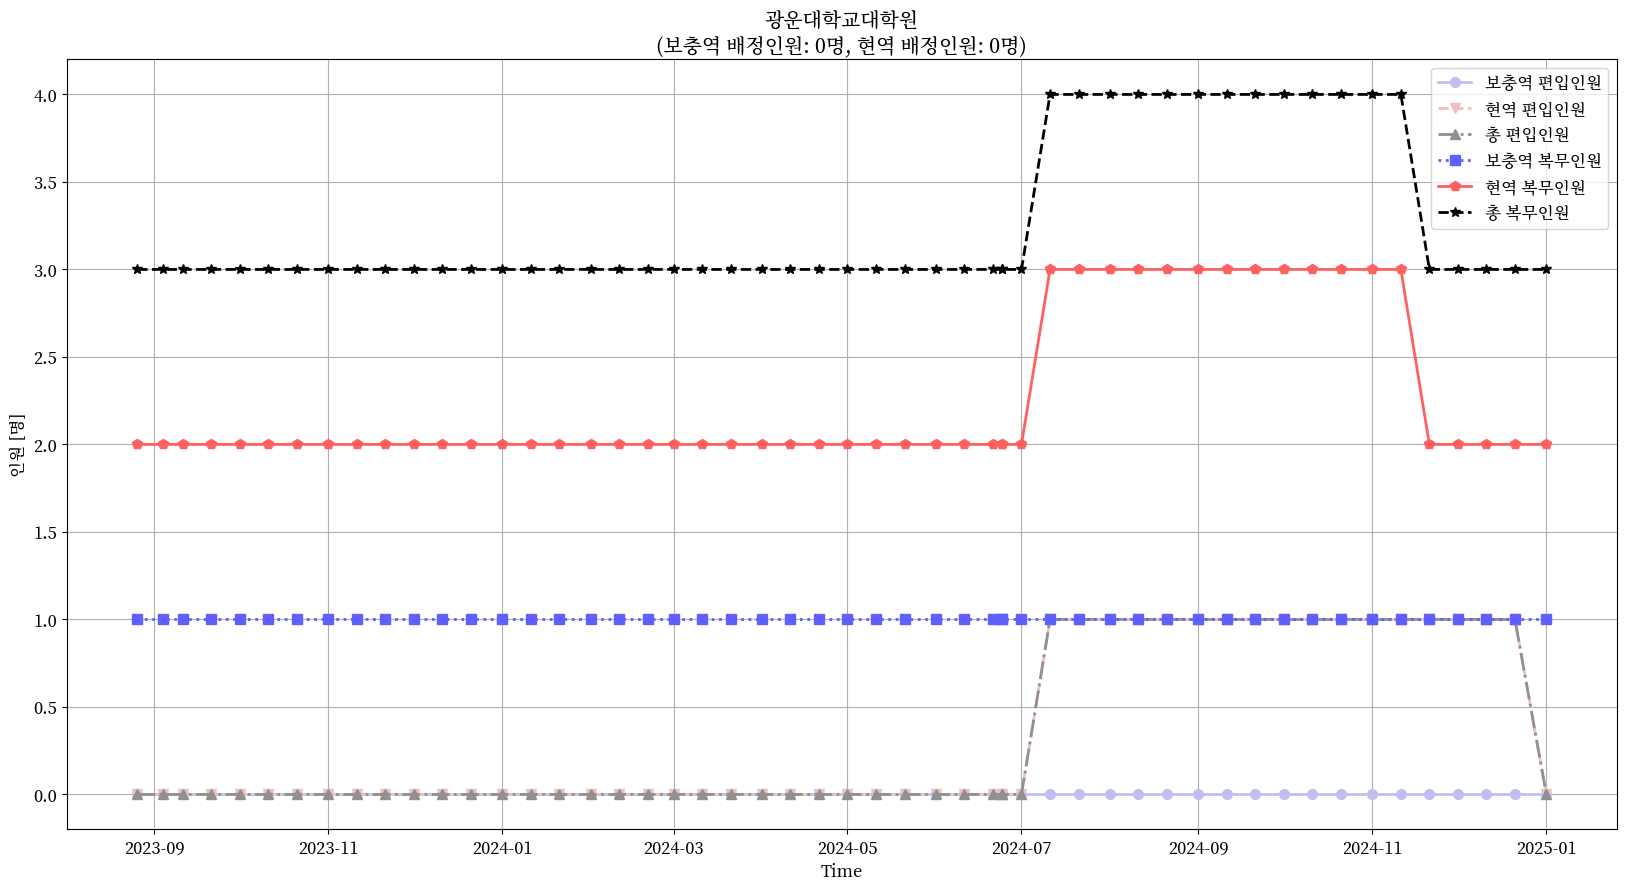 광운대학교대학원
(보충역 배정인원: 0명, 현역 배정인원: 0명)
보충역 편입인원
현역 편입인원
총 편입인원
보충역 복무인원
현역 복무인원
총 복무인원
4.0
3.5
3.0
2.5
2.0
1.5
1.0
0.5
0.0
인원 [명]
2023-09
2023-11
2024-01
2024-03
2024-05
2024-07
2024-09
2024-11
2025-01
Time